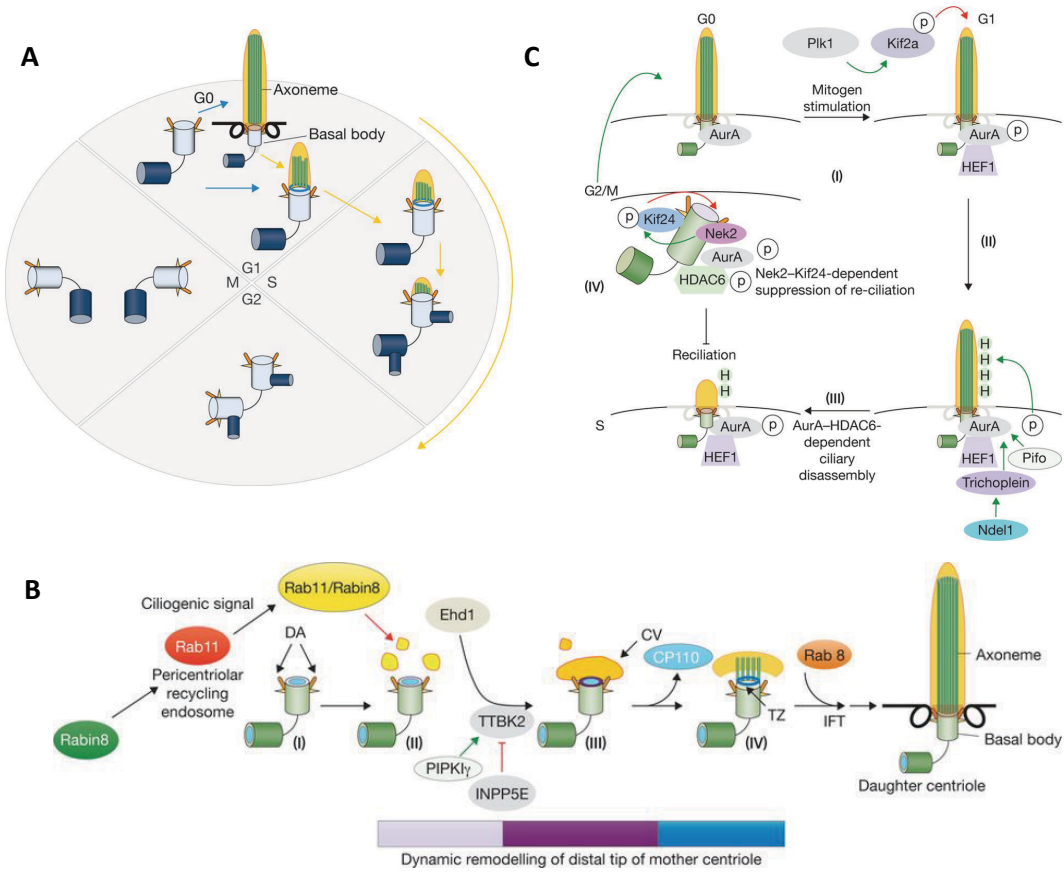 A
G0
Axoneme
Basal body
G1
M
S
G2
C
G0
Plk1
Kif2a
p
G1
Mitogen
stimulation
AurA
AurA
p
HEF1
(I)
G2/M
p
Kif24
Nek2
AurA
p
HDAC6
p
Nek2–Kif24-dependent
suppression of re-ciliation
(IV)
(II)
Reciliation
H
H
S
AurA
p
HEF1
(III)
AurA–HDAC6-
dependent
ciliary
disassembly
H
H
H
H
AurA
p
HEF1
Pifo
Trichoplein
Ndel1
B
Ciliogenic signal
Rab11/Rabin8
Rab11
Pericentriolar
recycling
endosome
Rabin8
DA
(I)
(II)
Ehd1
TTBK2
PIPKIγ
INPP5E
CV
(III)
CP110
TZ
(IV)
Rab 8
IFT
Axoneme
Basal body
Daughter centriole
Dynamic remodelling of distal tip of mother centriole